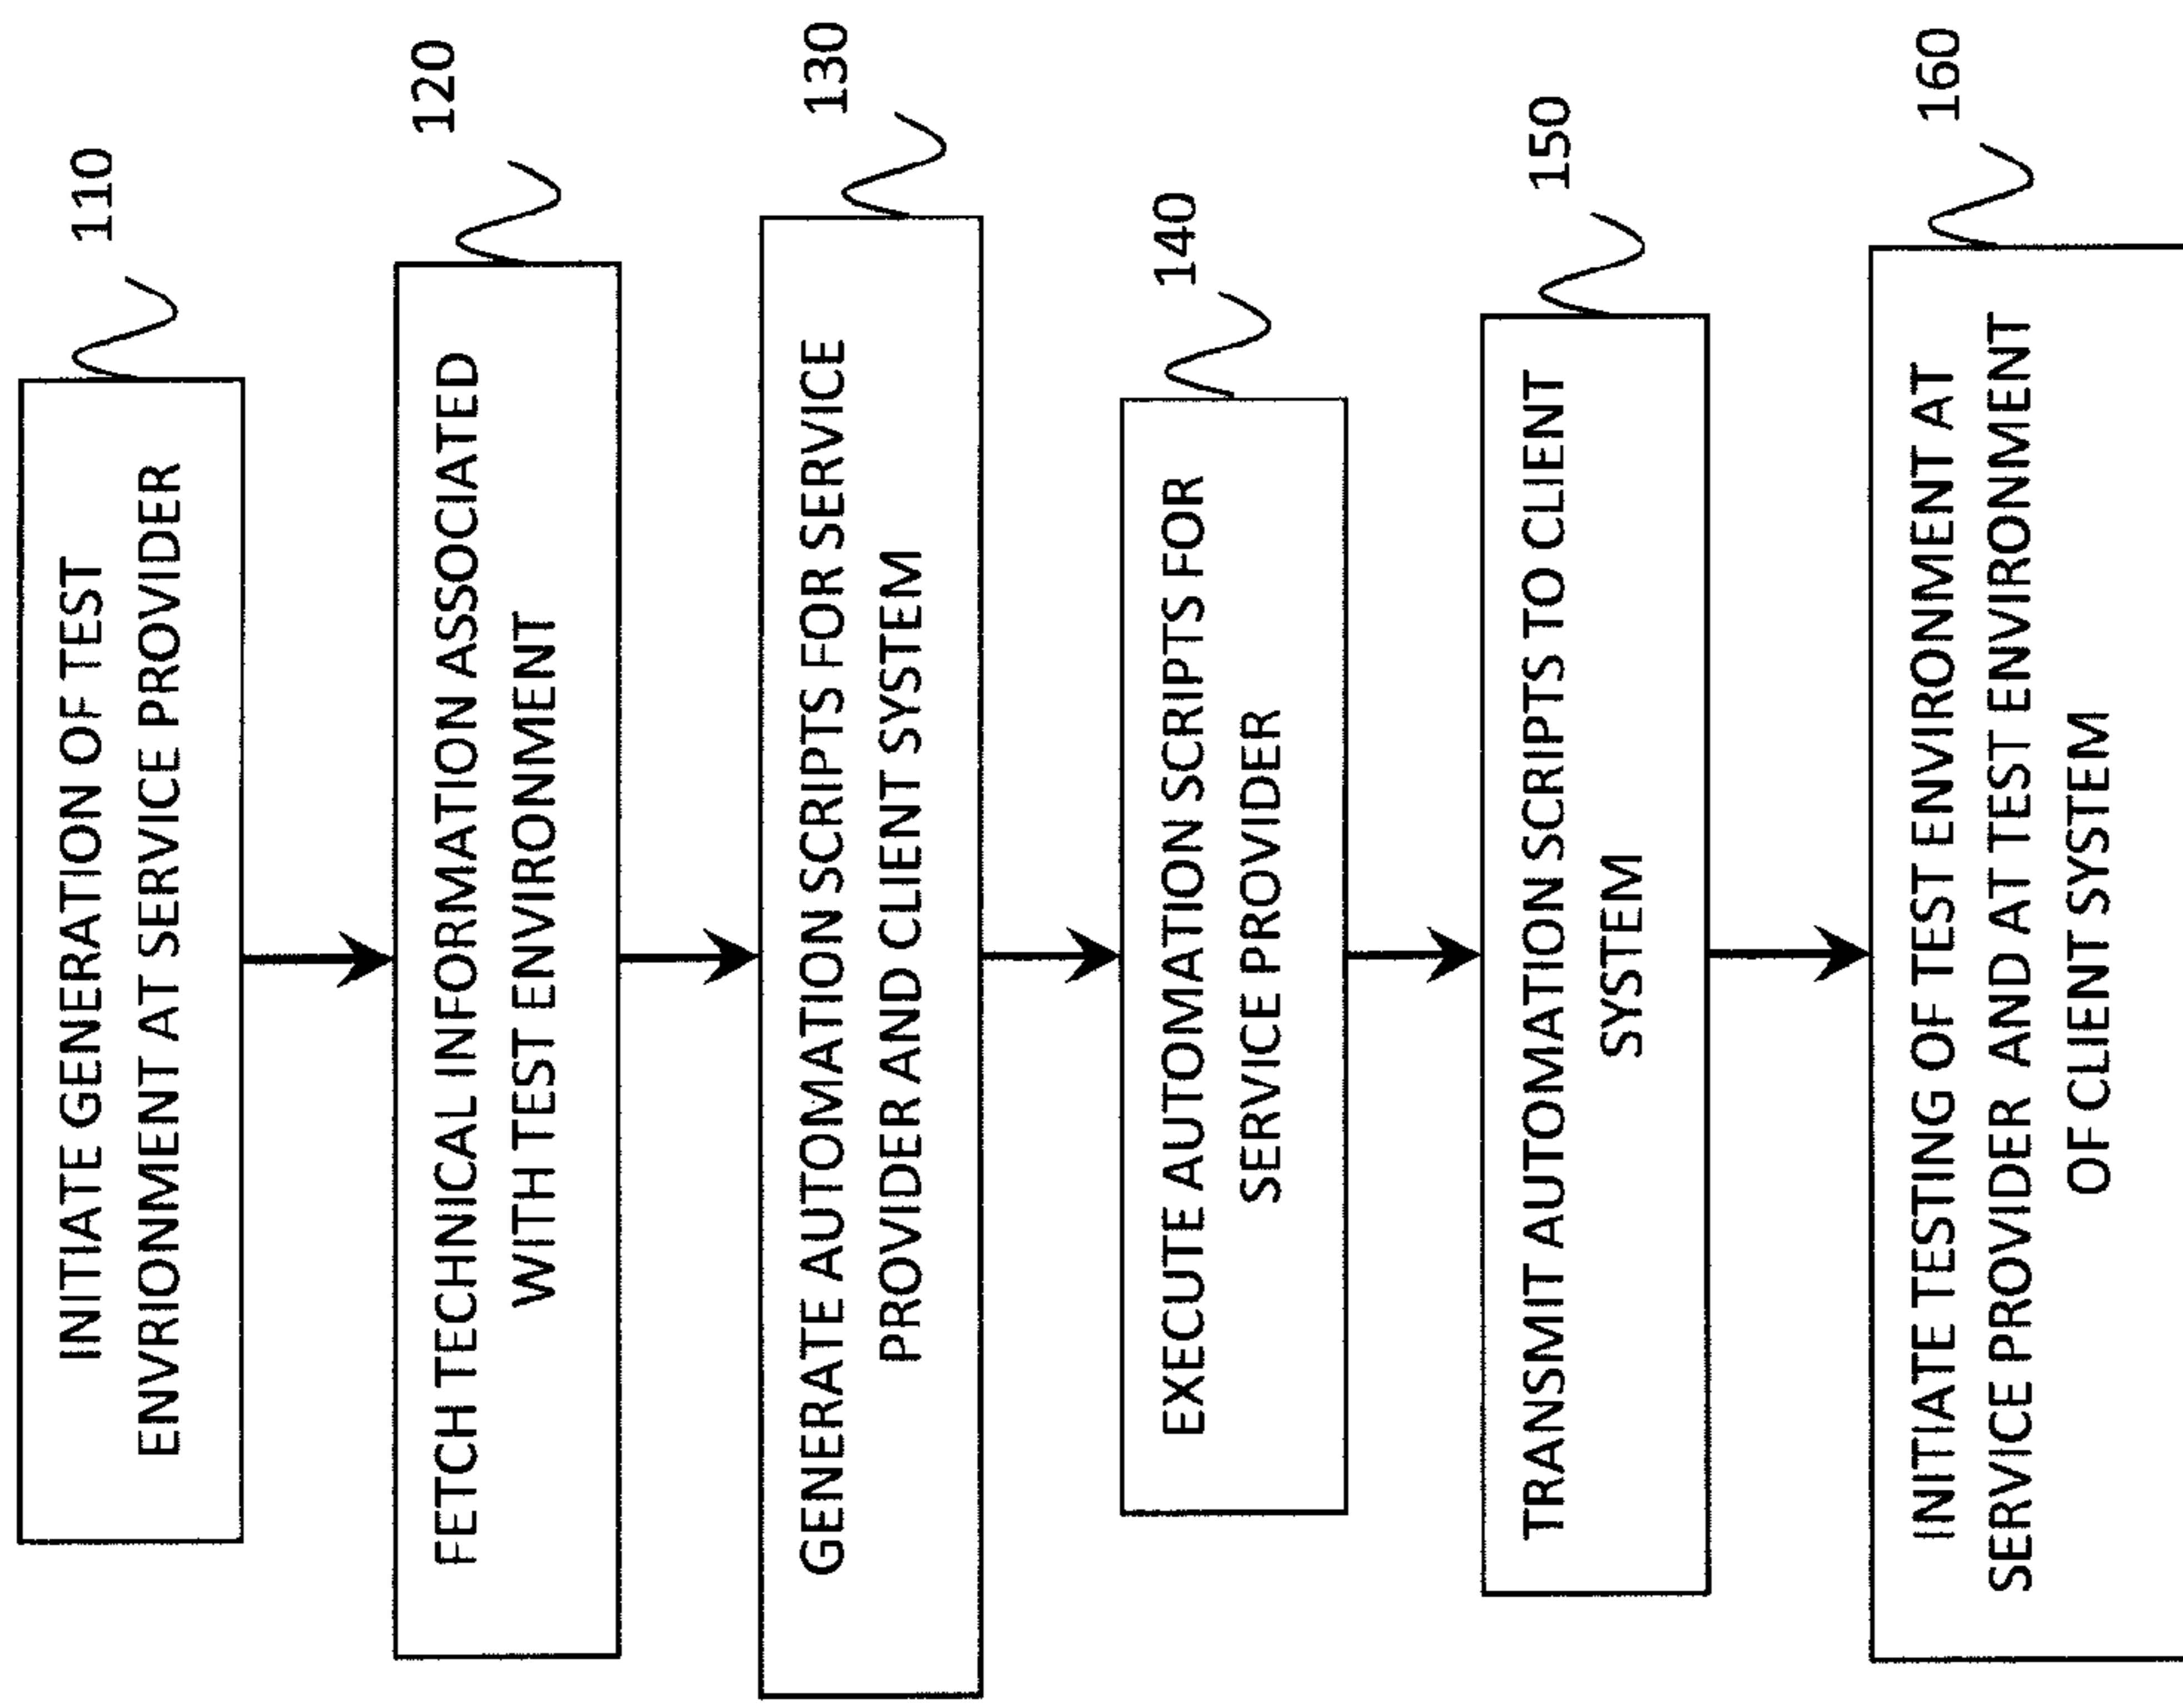 INITIATE GENERATION OF TEST
ENVRIONMENT AT SERVICE PROVIDER
110
FETCH TECHNICAL INFORMATION ASSOCIATED
WITH TEST ENVIRONMENT
120
GENERATE AUTOMATION SCRIPTS FOR SERVICE
PROVIDER AND CLIENT SYSTEM
130
EXECUTE AUTOMATION SCRIPTS FOR
SERVICE PROVIDER
140
TRANSMIT AUTOMATION SCRIPTS TO CLIENT
SYSTEM
150
INITIATE TESTING OF TEST ENVIRONMENT AT
SERVICE PROVIDER AND AT TEST ENVIRONMENT
OF CLIENT SYSTEM
160